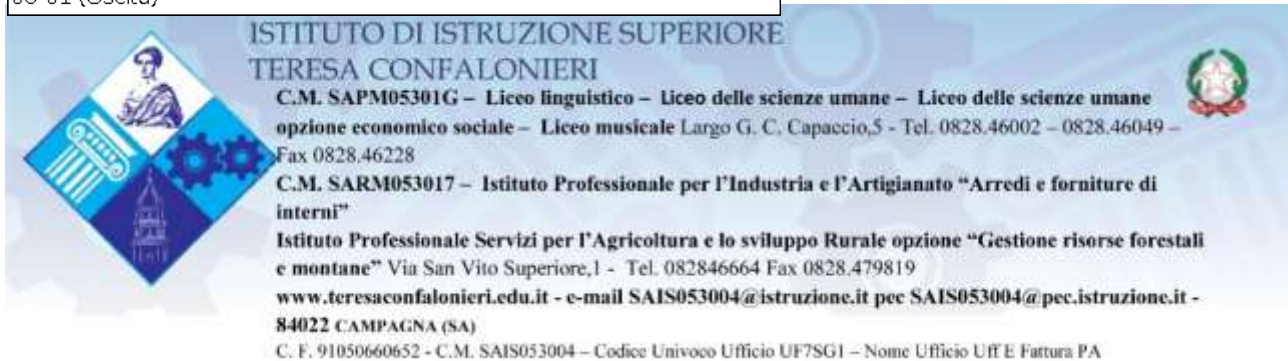 ISTITUTO DI ISTRUZIONE SUPERIORE
TERESA CONFALONIERI
C.M. SAPM05301G – Liceo linguistico – Liceo delle scienze umane – Liceo delle scienze umane
opzione economico sociale – Liceo musicale Largo G. C. Capaccio,5 - Tel. 0828.46002 – 0828.46049 –
Fax 0828.46228
C.M. SARM053017 – Istituto Professionale per l'Industria e l'Artigianato “Arredi e forniture di
interni”
Istituto Professionale Servizi per l'Agricoltura e lo sviluppo Rurale opzione “Gestione risorse forestali
e montane” Via San Vito Superiore,1 - Tel. 082846664 Fax 0828.479819
www.teresaconfalonieri.edu.it - e-mail SAIS053004@istruzione.it pec SAIS053004@pec.istruzione.it -
84022 CAMPAGNA (SA)
C. F. 91050660652 - C.M. SAIS053004 – Codice Univoco Ufficio UF7SG1 – Nome Ufficio Uff E Fattura PA